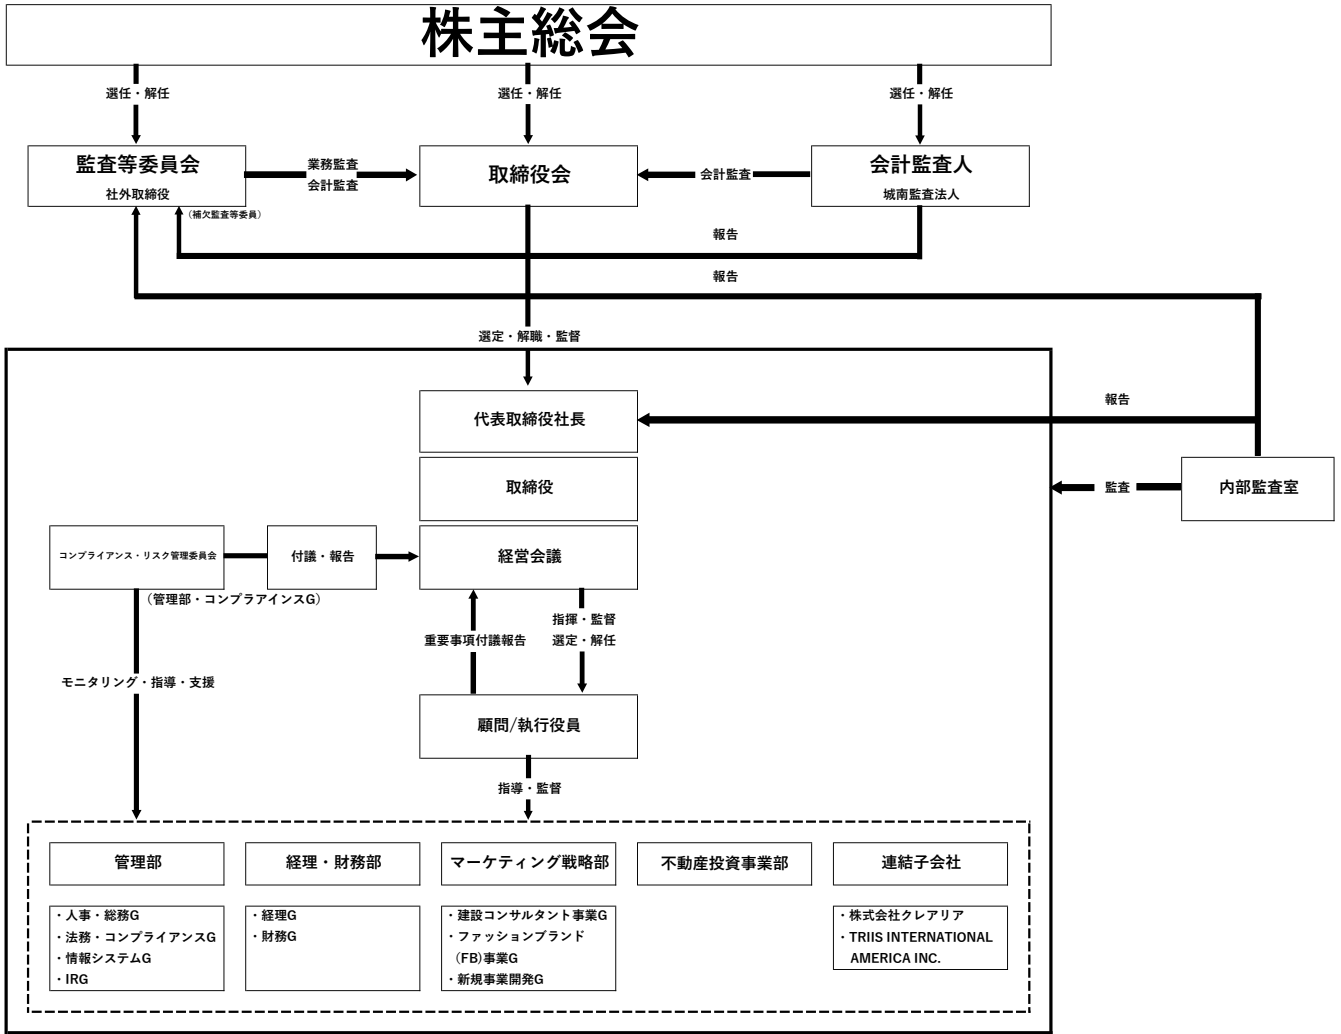 株主総会
選任・解任
選任・解任
選任・解任
監査等委員会
社外取締役
業務監査
会計監査
取締役会
会計監査
会計監査人
城南監査法人
（補欠監査等委員）
報告
報告
選定・解職・監督
代表取締役社長
報告
取締役
監査
内部監査室
コンプライアンス・リスク管理委員会
付議・報告
経営会議
（管理部・コンプラアインスG）
重要事項付議報告
指揮・監督
選定・解任
モニタリング・指導・支援
顧問/執行役員
指導・監督
管理部
経理・財務部
マーケティング戦略部
不動産投資事業部
連結子会社
・人事・総務G
・法務・コンプライアンスG
・情報システムG
・IRG
・経理G
・財務G
・建設コンサルタント事業G
・ファッションブランド
（FB)事業G
・新規事業開発G
・株式会社クレアリア
・TRIIS INTERNATIONAL
AMERICA INC.